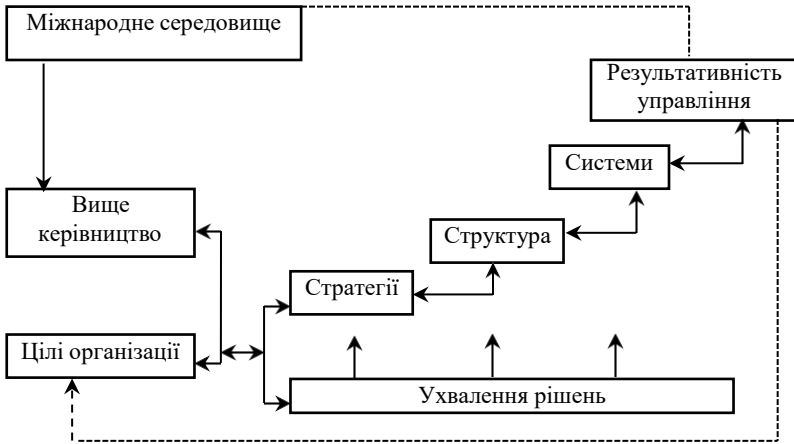 Міжнародне середовище
Результативність
управління
Системи
Вище
керівництво
Структура
Стратегії
Цілі організації
Ухвалення рішень